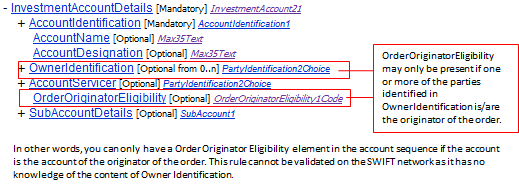 - InvestmentAccountDetails [Mandatory] InvestmentAccount21
+ AccountIdentification [Mandatory] AccountIdentification1
AccountName [Optional] Max35Text
AccountDesignation [Optional] Max35Text
+ OwnerIdentification [Optional from 0..n] PartyIdentification2Choice
+ AccountServicer [Optional] PartyIdentification2Choice
OrderOriginatorEligibility [Optional] OrderOriginatorEligibility1Code
+ SubAccountDetails [Optional] SubAccount1
OrderOriginatorEligibility
may only be present if one
or more of the parties
identified in
OwnerIdentification is/are
the originator of the order.
In other words, you can only have a Order Originator Eligibility element in the account sequence if the account
is the account of the originator of the order. This rule cannot be validated on the SWIFT network as it has no
knowledge of the content of Owner Identification.